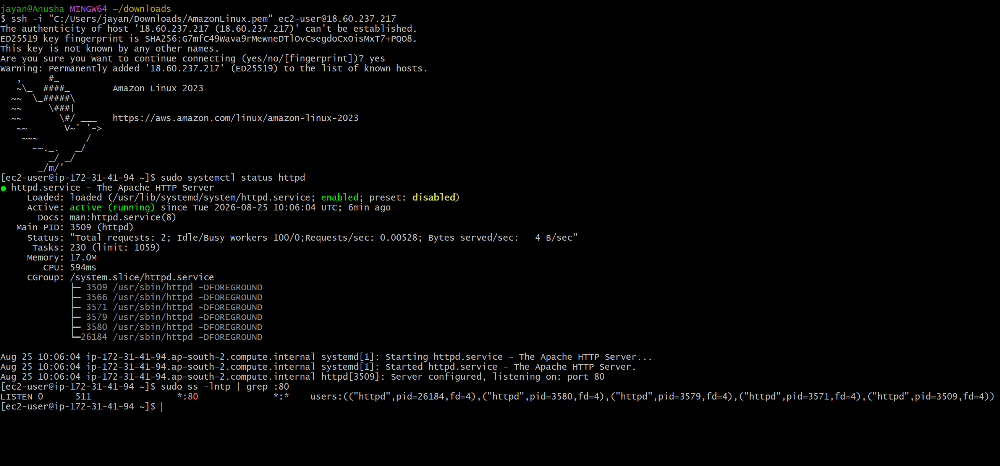 jayan@Anusha MINGW64 ~/downloads
$ ssh -i "C:/Users/jayan/Downloads/AmazonLinux.pem" ec2-user@18.60.237.217
The authenticity of host '18.60.237.217 (18.60.237.217)' can't be established.
ED25519 key fingerprint is SHA256:G7mfC49Wava9rMewneDTlOvCsegdoCxOisMxT7+PQO8.
This key is not known by any other names.
Are you sure you want to continue connecting (yes/no/[fingerprint])? yes
Warning: Permanently added '18.60.237.217' (ED25519) to the list of known hosts.
   ,     #_
   ~\_  ####_        Amazon Linux 2023
  ~~  \_#####\
  ~~     \###|
  ~~       \#/ ___   https://aws.amazon.com/linux/amazon-linux-2023
   ~~       V~' '->
    ~~~         /
      ~~._.   _/
         _/ _/
       _/m/'
[ec2-user@ip-172-31-41-94 ~]$ sudo systemctl status httpd
● httpd.service - The Apache HTTP Server
     Loaded: loaded (/usr/lib/systemd/system/httpd.service; enabled; preset: disabled)
     Active: active (running) since Tue 2026-08-25 10:06:04 UTC; 6min ago
       Docs: man:httpd.service(8)
   Main PID: 3509 (httpd)
     Status: "Total requests: 2; Idle/Busy workers 100/0;Requests/sec: 0.00528; Bytes served/sec:   4 B/sec"
      Tasks: 230 (limit: 1059)
     Memory: 17.0M
        CPU: 594ms
     CGroup: /system.slice/httpd.service
             ├─ 3509 /usr/sbin/httpd -DFOREGROUND
             ├─ 3566 /usr/sbin/httpd -DFOREGROUND
             ├─ 3571 /usr/sbin/httpd -DFOREGROUND
             ├─ 3579 /usr/sbin/httpd -DFOREGROUND
             ├─ 3580 /usr/sbin/httpd -DFOREGROUND
             └─26184 /usr/sbin/httpd -DFOREGROUND

Aug 25 10:06:04 ip-172-31-41-94.ap-south-2.compute.internal systemd[1]: Starting httpd.service - The Apache HTTP Server...
Aug 25 10:06:04 ip-172-31-41-94.ap-south-2.compute.internal systemd[1]: Started httpd.service - The Apache HTTP Server.
Aug 25 10:06:04 ip-172-31-41-94.ap-south-2.compute.internal httpd[3509]: Server configured, listening on: port 80
[ec2-user@ip-172-31-41-94 ~]$ sudo ss -lntp | grep :80
LISTEN 0      511                *:80              *:*    users:(("httpd",pid=26184,fd=4),("httpd",pid=3580,fd=4),("httpd",pid=3579,fd=4),("httpd",pid=3571,fd=4),("httpd",pid=3509,fd=4))
[ec2-user@ip-172-31-41-94 ~]$